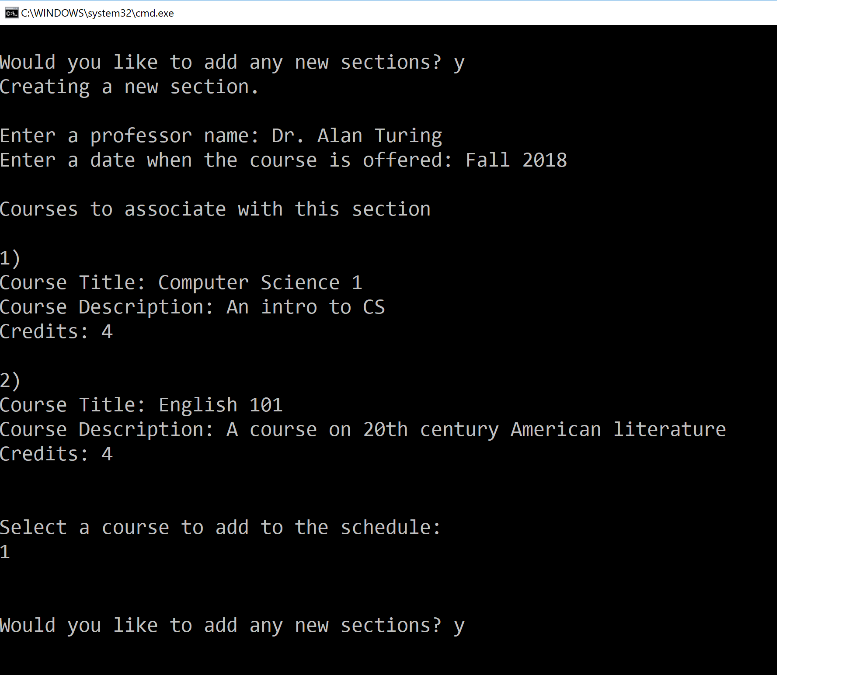 C:\WINDOWS\system32\cmd.exe
Would you like to add any new sections? y
Creating a new section.
Enter a professor name: Dr. Alan Turing
Enter a date when the course is offered: Fall 2018
Courses to associate with this section
1)
Course Title: Computer Science 1
Course Description: An intro to CS
Credits: 4
2)
Course Title: English 101
Course Description: A course on 20th century American literature
Credits: 4
Select a course to add to the schedule:
1
Would you like to add any new sections? y